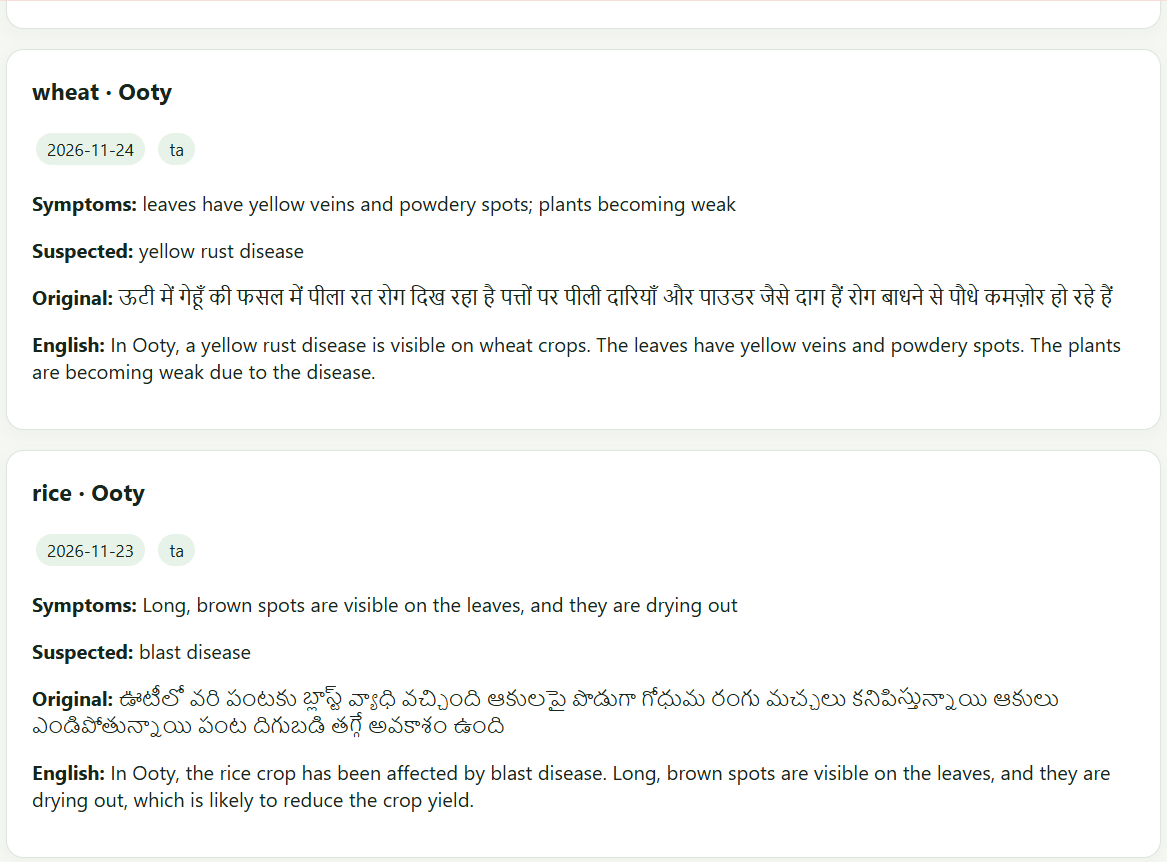 wheat · Ooty
2026-11-24 ta
Symptoms: leaves have yellow veins and powdery spots; plants becoming weak
Suspected: yellow rust disease
Original: ऊटी में गेहूँ की फसल में पीला रत रोग दिख रहा है पत्तों पर पीली दारियाँ और पाउडर जैसे दाग हैं रोग बाधने से पौधे कमज़ोर हो रहे हैं
English: In Ooty, a yellow rust disease is visible on wheat crops. The leaves have yellow veins and powdery spots. The plants
are becoming weak due to the disease.
rice · Ooty
2026-11-23 ta
Symptoms: Long, brown spots are visible on the leaves, and they are drying out
Suspected: blast disease
Original: ఊటీలో వరి పంటకు బ్లాస్ట్ వ్యాధి వచ్చింది ఆకులపై పొడుగా గోధుమ రంగు మచ్చలు కనిపిస్తున్నాయి ఆకులు
ఎండిపోతున్నాయి పంట దిగుబడి తగ్గే అవకాశం ఉంది
English: In Ooty, the rice crop has been affected by blast disease. Long, brown spots are visible on the leaves, and they are
drying out, which is likely to reduce the crop yield.